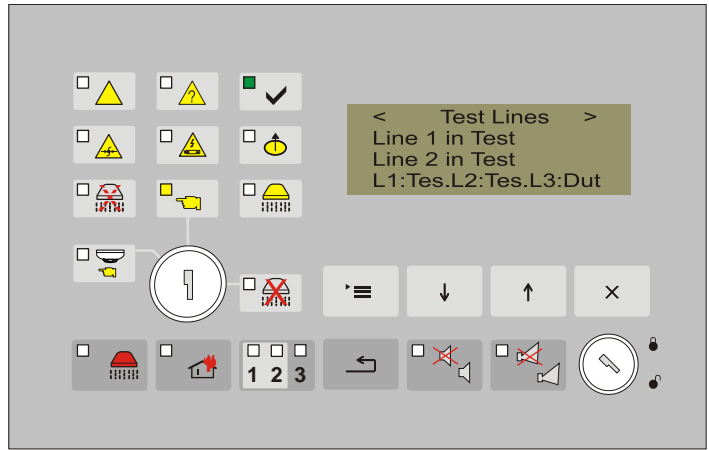 ?
< Test Lines >
Line 1 in Test
Line 2 in Test
L1:Tes.L2:Tes.L3:Dut
1 2 3